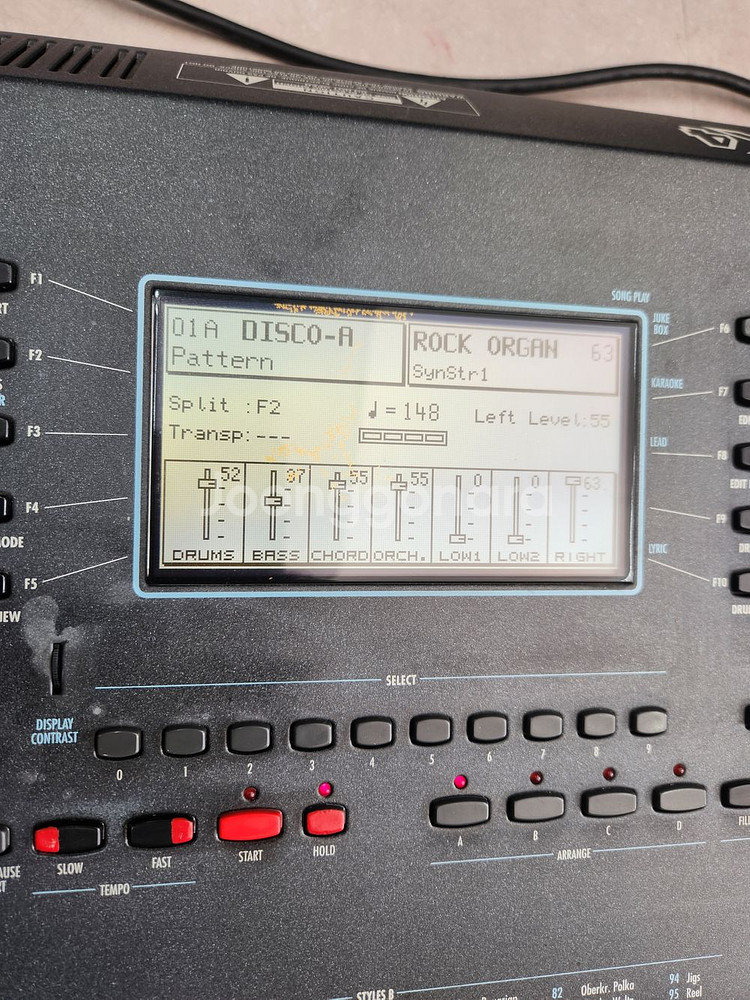 SONG PLAY
F1
JUKE
BOX
F6
01A DISCO-A
Pattern
ROCK ORGAN 63
SynStr1
F2
KARAOKE
F7
Split :F2
♩=148
Left Level:55
Transp:---
F3
LEAD
F8
52 87 55 55 0 0 63
F4
F9
DRUMS BASS CHORD ORCH. LOW1 LOW2 RIGHT
LYRIC
F5
F10
Joonggonara
SELECT
DISPLAY
CONTRAST
0 1 2 3 4 5 6 7 8 9
SLOW FAST START HOLD
A B C D
TEMPO
ARRANGE
STYLES B
82 Oberkr. Polka
94 Jigs
95 Reel